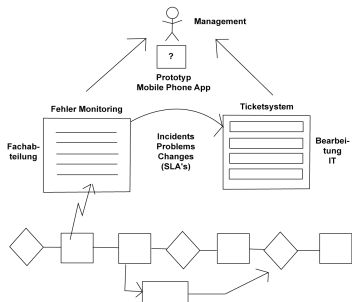 Management
?
Prototyp
Mobile Phone App
Fehler Monitoring
Ticketsystem
Fachab-
teilung
Incidents
Problems
Changes
(SLA's)
Bearbei-
tung
IT